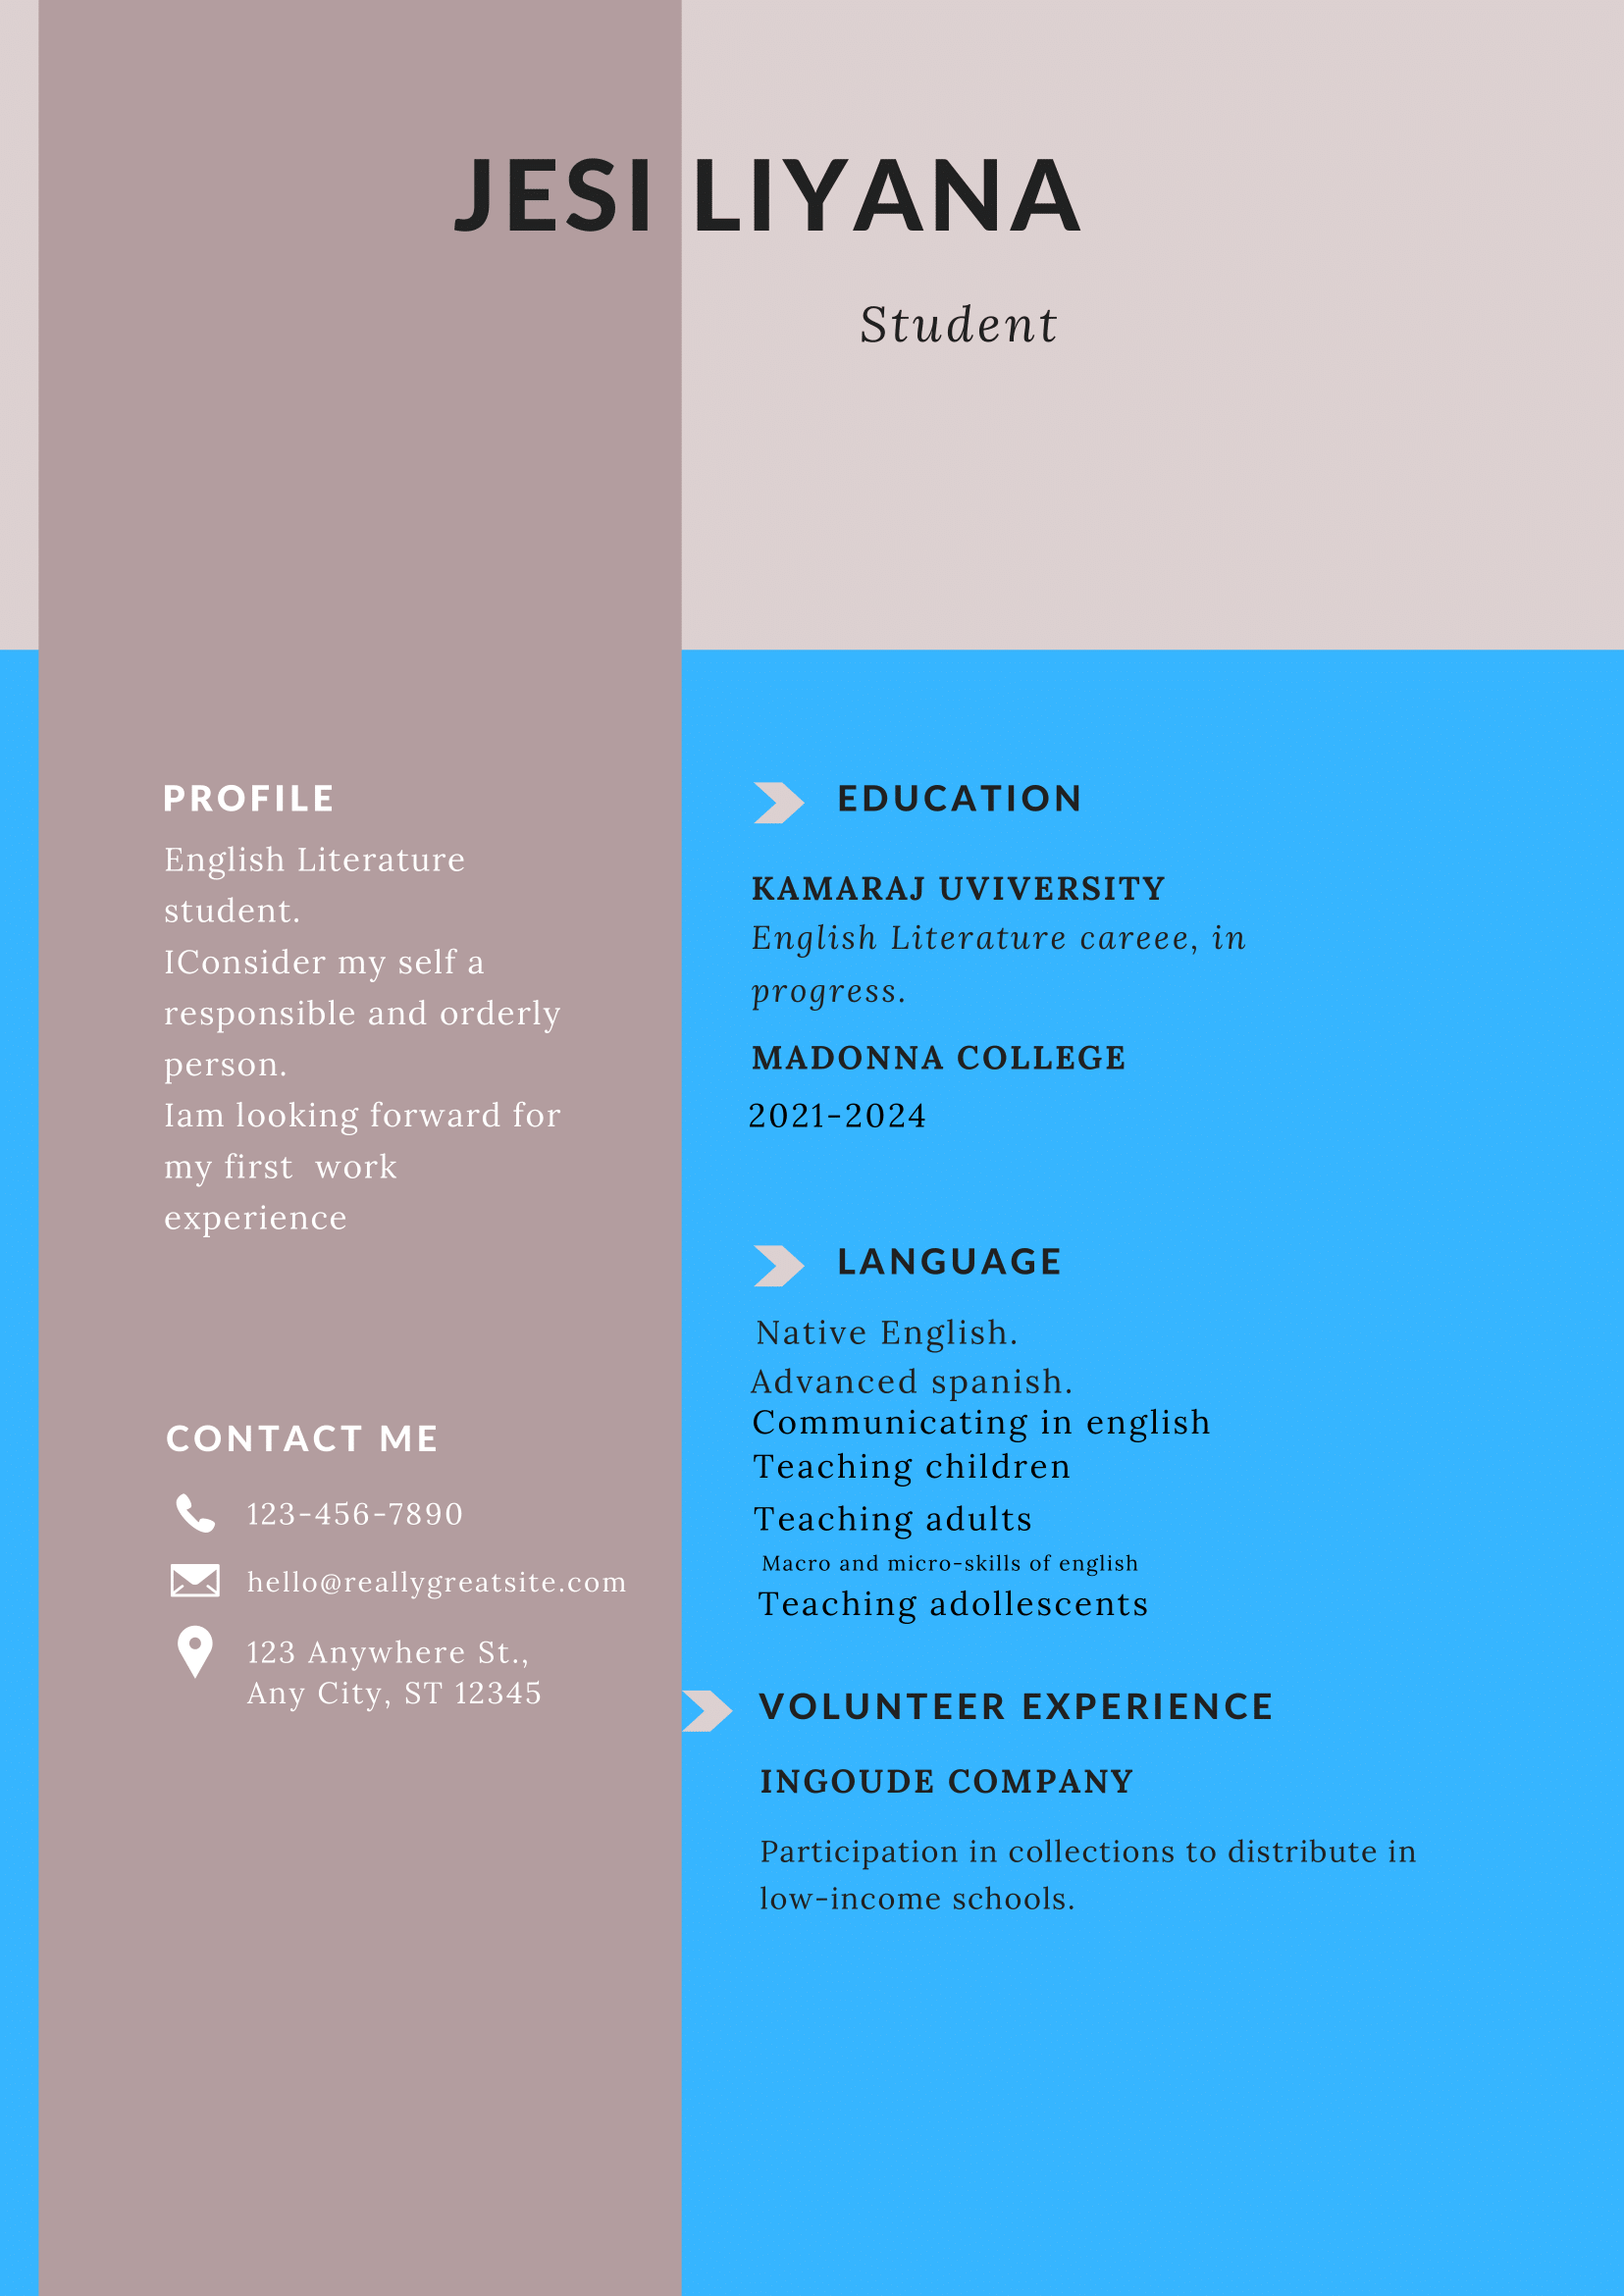 JESI LIYANA
Student
PROFILE
English Literature
student.
IConsider my self a
responsible and orderly
person.
Iam looking forward for
my first  work
experience
CONTACT ME
123-456-7890
hello@reallygreatsite.com
123 Anywhere St.,
Any City, ST 12345
EDUCATION
KAMARAJ UVIVERSITY
English Literature careee, in
progress.
MADONNA COLLEGE
2021-2024
LANGUAGE
Native English.
Advanced spanish.
Communicating in english
Teaching children
Teaching adults
Macro and micro-skills of english
Teaching adollescents
VOLUNTEER EXPERIENCE
INGOUDE COMPANY
Participation in collections to distribute in
low-income schools.